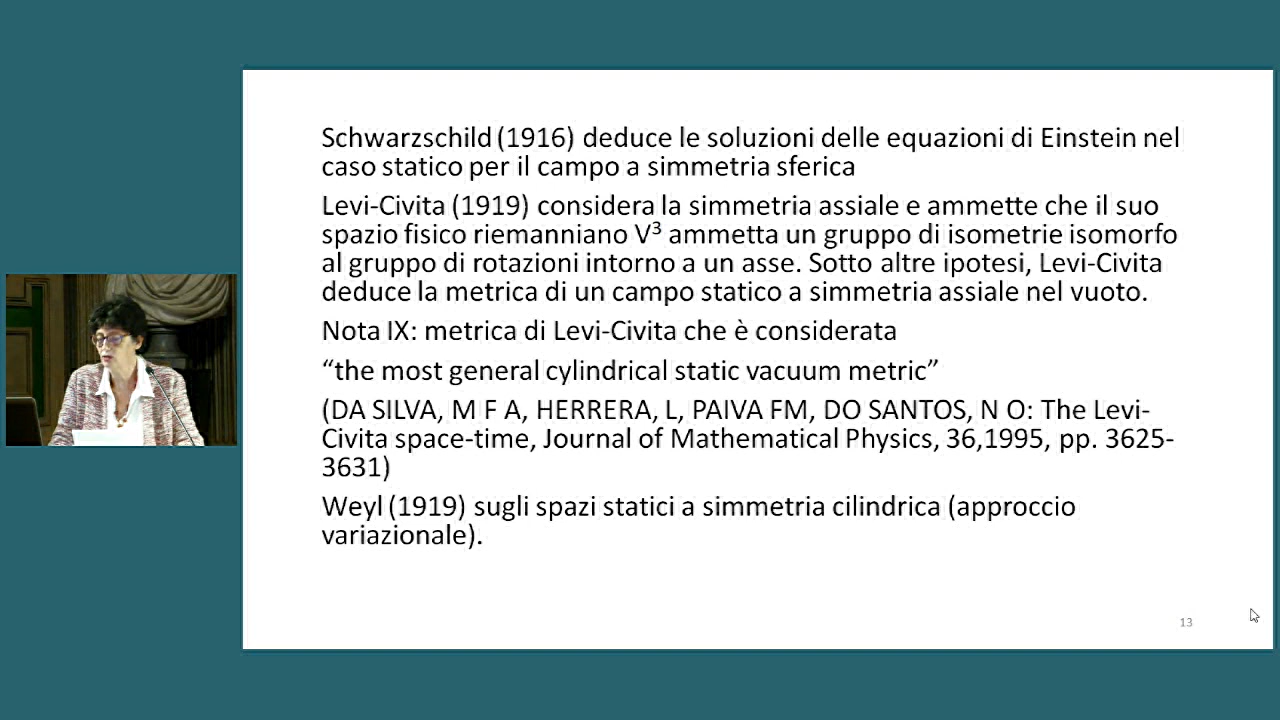 Schwarzschild (1916) deduce le soluzioni delle equazioni di Einstein nel
caso statico per il campo a simmetria sferica
Levi-Civita (1919) considera la simmetria assiale e ammette che il suo
spazio fisico riemanniano V³ ammetta un gruppo di isometrie isomorfo
al gruppo di rotazioni intorno a un asse. Sotto altre ipotesi, Levi-Civita
deduce la metrica di un campo statico a simmetria assiale nel vuoto.
Nota IX: metrica di Levi-Civita che è considerata
“the most general cylindrical static vacuum metric”
(DA SILVA, M F A, HERRERA, L, PAIVA FM, DO SANTOS, N O: The Levi-
Civita space-time, Journal of Mathematical Physics, 36,1995, pp. 3625-
3631)
Weyl (1919) sugli spazi statici a simmetria cilindrica (approccio
variazionale).
13